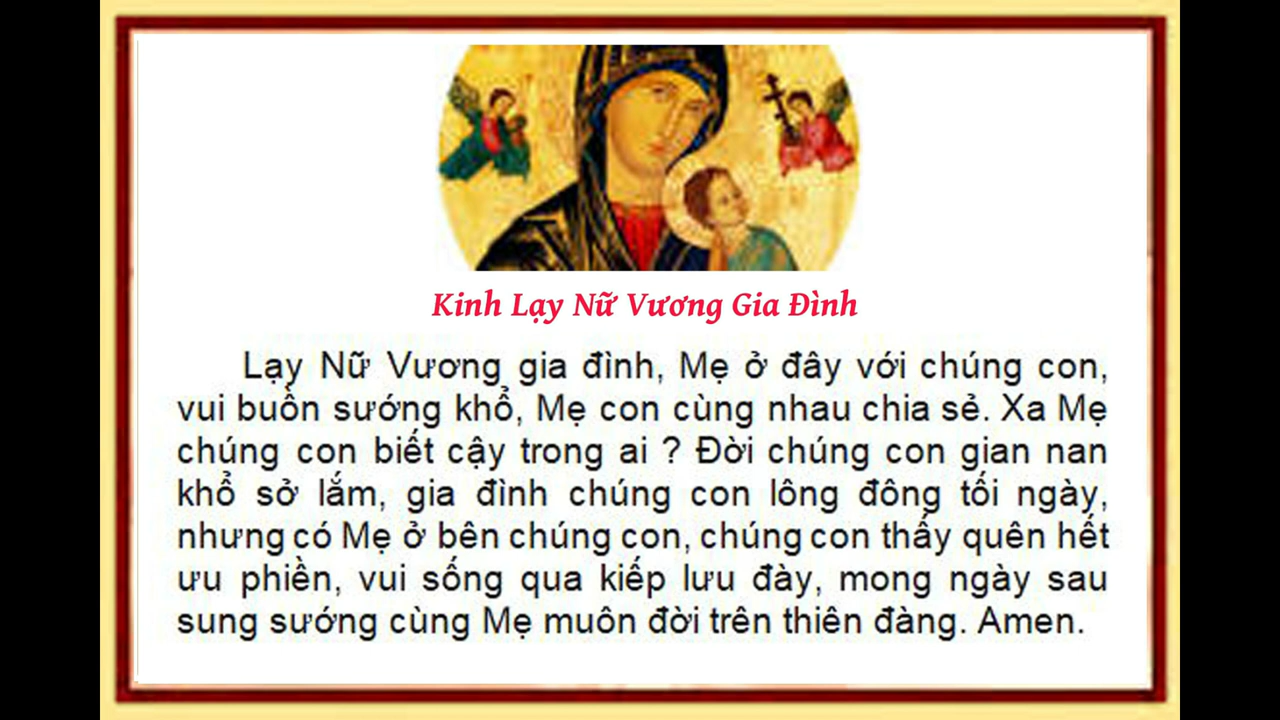 Kinh Lạy Nữ Vương Gia Đình
Lạy Nữ Vương gia đình, Mẹ ở đây với chúng con,
vui buồn sướng khổ, Mẹ con cùng nhau chia sẻ. Xa Mẹ
chúng con biết cậy trong ai ? Đời chúng con gian nan
khổ sở lắm, gia đình chúng con lông đông tối ngày,
nhưng có Mẹ ở bên chúng con, chúng con thấy quên hết
ưu phiền, vui sống qua kiếp lưu đày, mong ngày sau
sung sướng cùng Mẹ muôn đời trên thiên đàng. Amen.